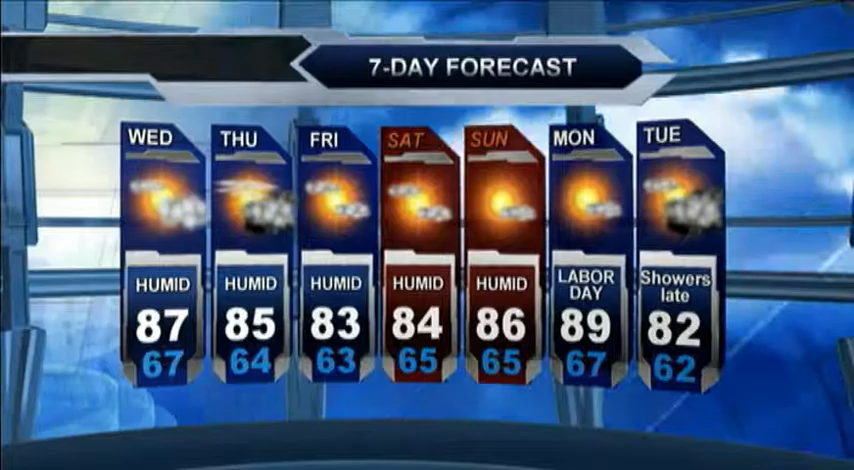 7-DAY FORECAST
WED
THU
FRI
SAT
SUN
MON
TUE
HUMID
HUMID
HUMID
HUMID
HUMID
LABOR
DAY
Showers
late
87
85
83
84
86
89
82
67
64
63
65
65
67
62